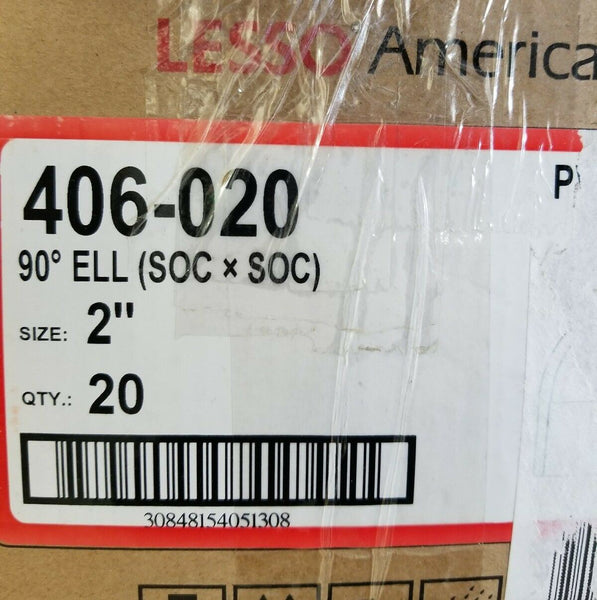 LESSO America
406-020
P
90° ELL (SOC × SOC)
SIZE: 2"
QTY.: 20
30848154051308